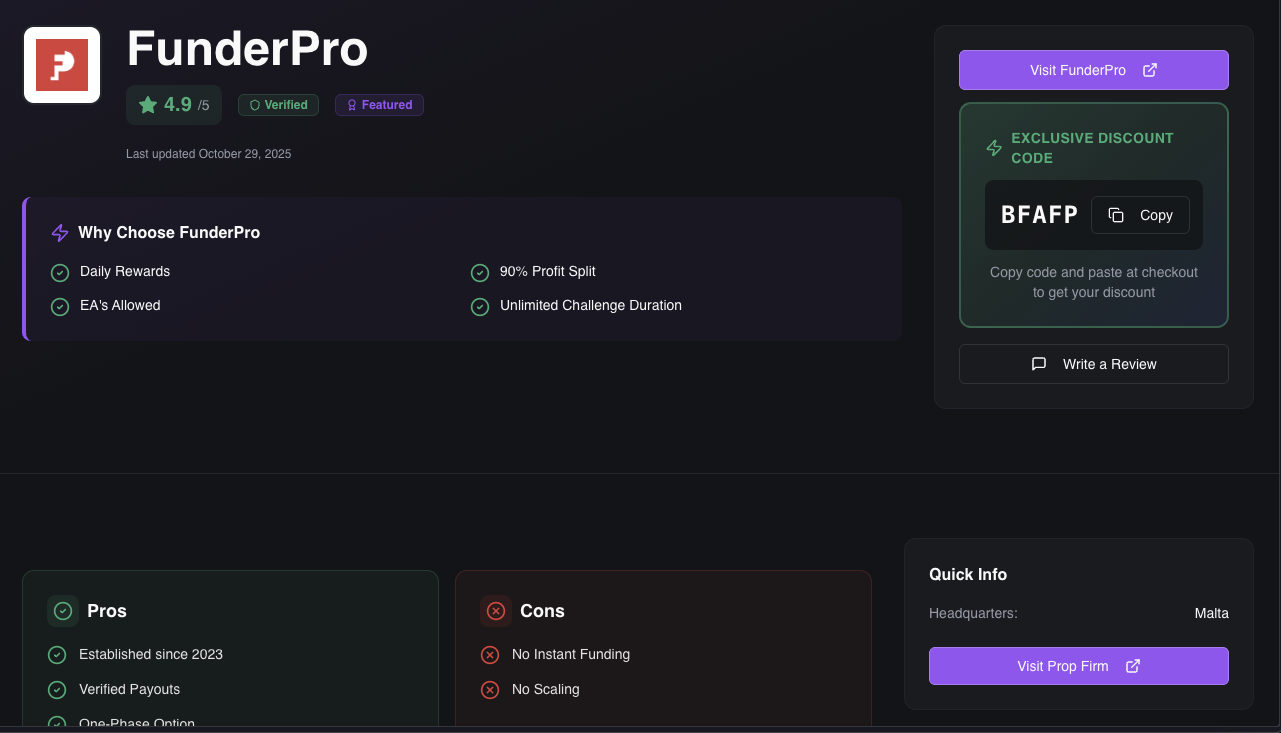 FunderPro
4.9 /5
Verified
Featured
Last updated October 29, 2025
Why Choose FunderPro
Daily Rewards
90% Profit Split
EA's Allowed
Unlimited Challenge Duration
Visit FunderPro
EXCLUSIVE DISCOUNT
CODE
BFAFP
Copy
Copy code and paste at checkout
to get your discount
Write a Review
Pros
Established since 2023
Verified Payouts
One-Phase Option
Cons
No Instant Funding
No Scaling
Quick Info
Headquarters:
Malta
Visit Prop Firm